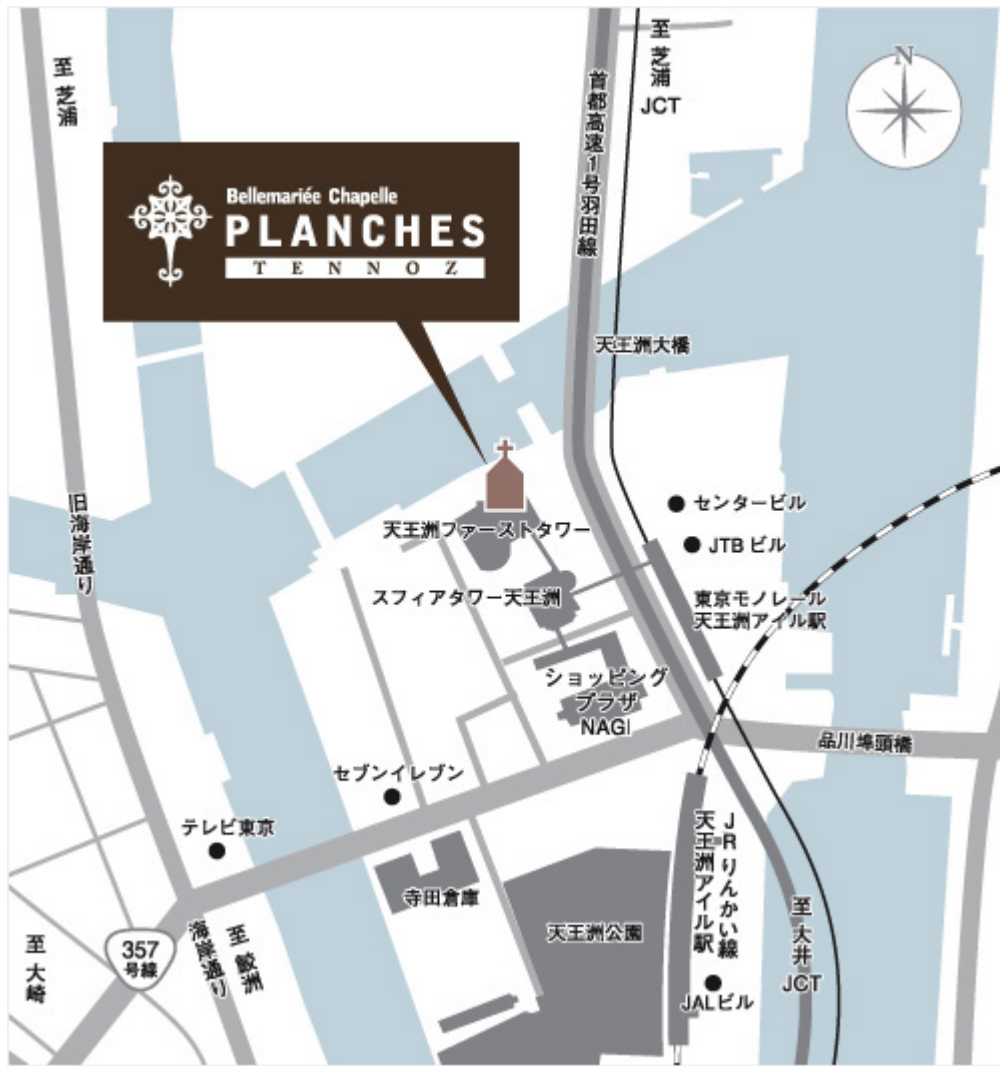 至 芝浦
至 芝浦
JCT
N
首都高速1号羽田線
Bellemariée Chapelle
PLANCHES
TENNOZ
天王洲大橋
旧海岸通り
センタービル
天王洲ファーストタワー
JTBビル
スフィアタワー天王洲
東京モノレール
天王洲アイル駅
ショッピング
プラザ
NAGI
品川埠頭橋
セブンイレブン
テレビ東京
JRりんかい線
天王洲アイル駅
寺田倉庫
天王洲公園
至 大井
JCT
357
号線
至 大崎
海岸通り
至 鮫洲
JALビル